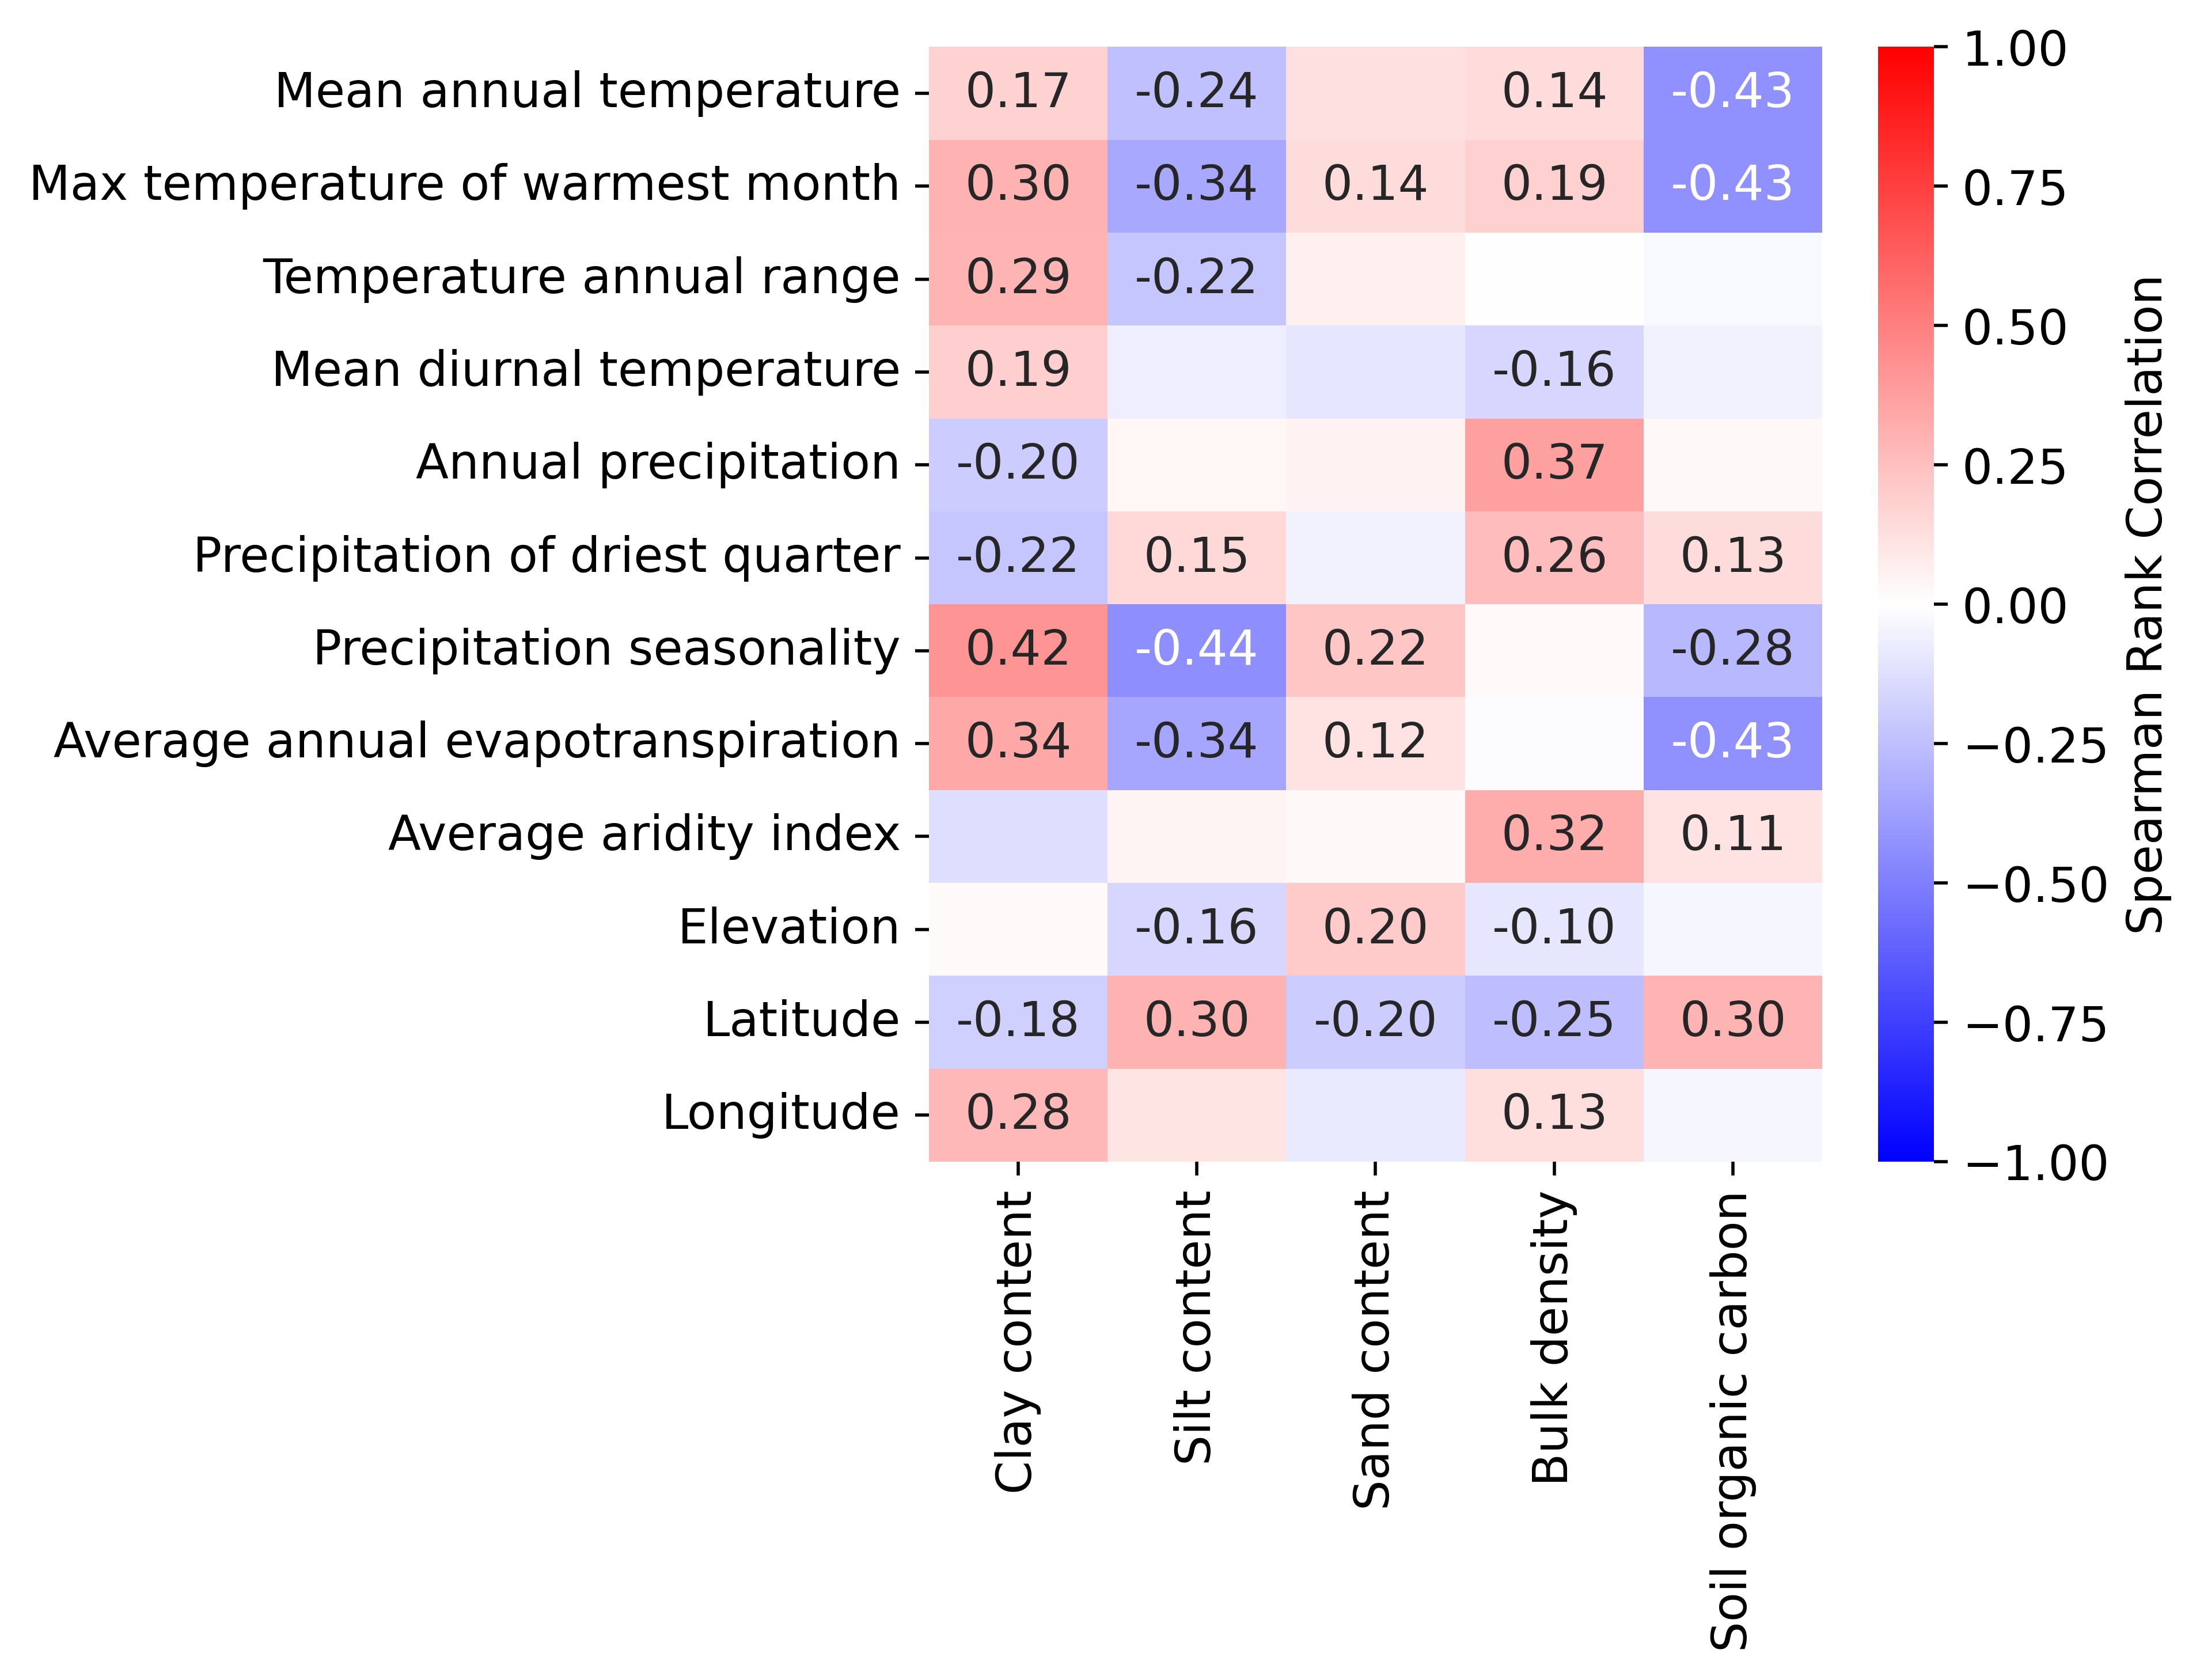 Mean annual temperature 0.17 -0.24 0.14 -0.43
Max temperature of warmest month 0.30 -0.34 0.14 0.19 -0.43
Temperature annual range 0.29 -0.22
Mean diurnal temperature 0.19 -0.16
Annual precipitation -0.20 0.37
Precipitation of driest quarter -0.22 0.15 0.26 0.13
Precipitation seasonality 0.42 -0.44 0.22 -0.28
Average annual evapotranspiration 0.34 -0.34 0.12 -0.43
Average aridity index 0.32 0.11
Elevation -0.16 0.20 -0.10
Latitude -0.18 0.30 -0.20 -0.25 0.30
Longitude 0.28 0.13
Clay content
Silt content
Sand content
Bulk density
Soil organic carbon
1.00
0.75
0.50
0.25
0.00
−0.25
−0.50
−0.75
−1.00
Spearman Rank Correlation